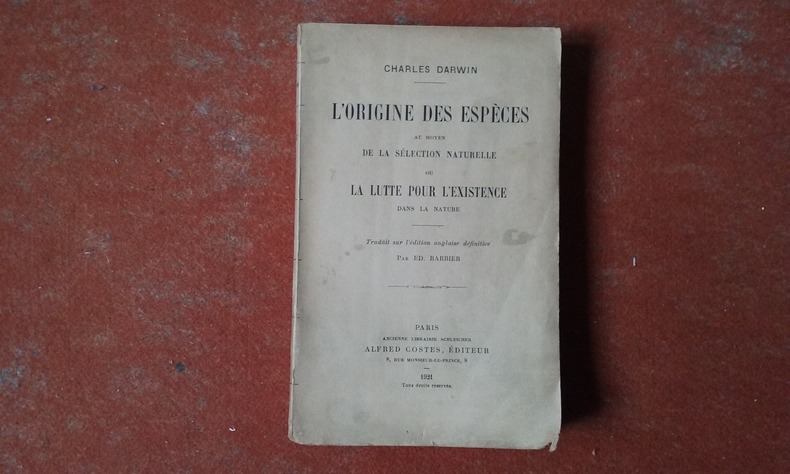 CHARLES DARWIN
L'ORIGINE DES ESPÈCES
AU MOYEN
DE LA SÉLECTION NATURELLE
OU
LA LUTTE POUR L'EXISTENCE
DANS LA NATURE
Traduit sur l'édition anglaise définitive
PAR ED. BARBIER
PARIS
ANCIENNE LIBRAIRIE SCHLEICHER
ALFRED COSTES, ÉDITEUR
8, RUE MONSIEUR-LE-PRINCE, 8
1921
Tous droits réservés.